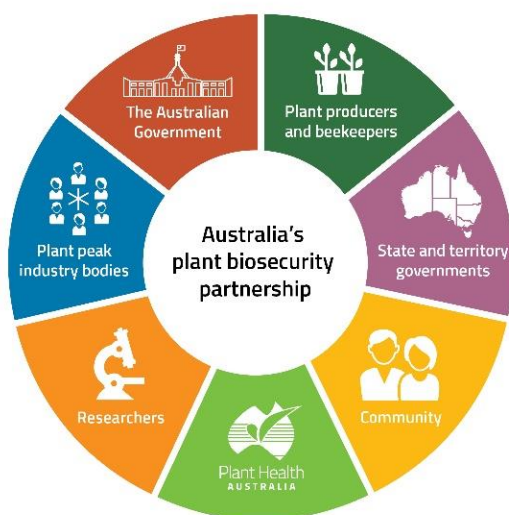 The Australian
Government
Plant producers
and beekeepers
State and territory
governments
Community
Plant Health
AUSTRALIA
Researchers
Plant peak
industry bodies
Australia's
plant biosecurity
partnership